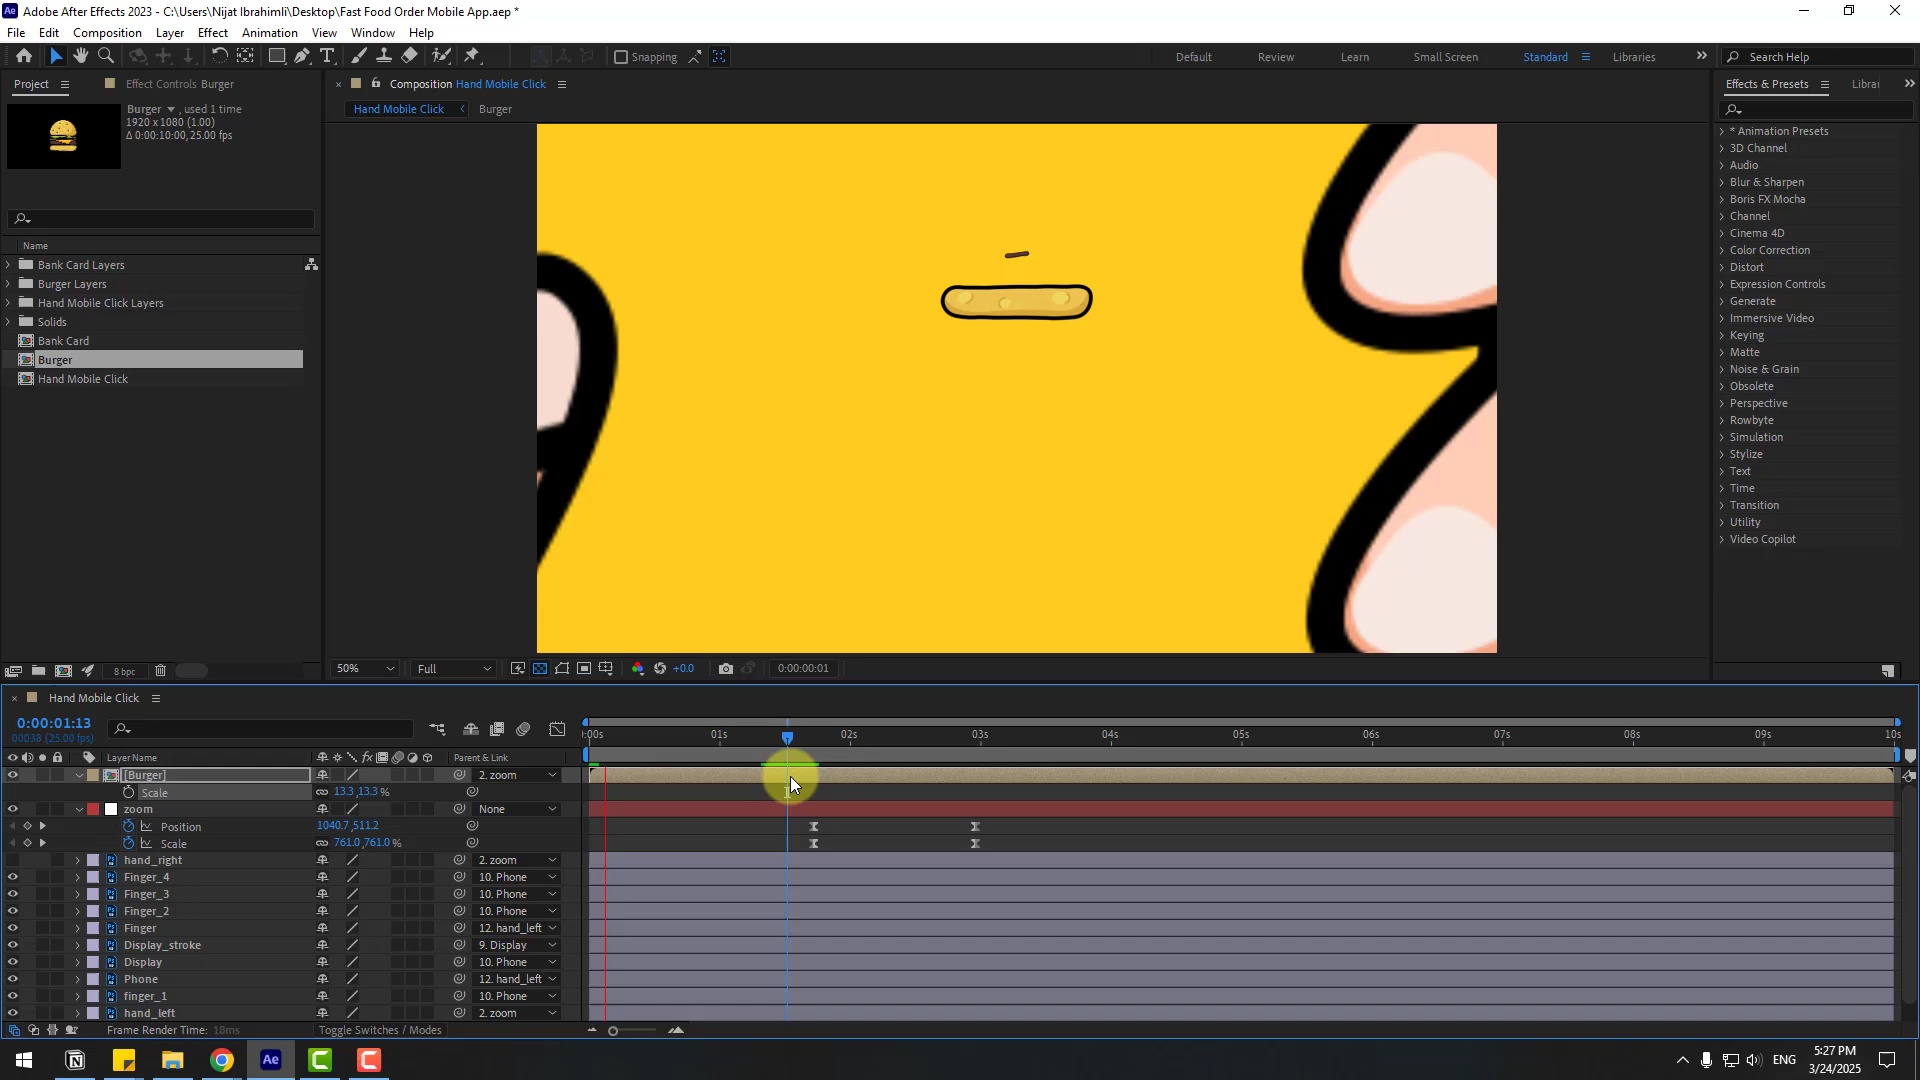 Adobe After Effects 2023 - C:\Users\Nijat Ibrahimli\Desktop\Fast Food Order Mobile App.aep *
File Edit Composition Layer Effect Animation View Window Help
Snapping
Default Review Learn Small Screen Standard Libraries
Search Help
Project Effect Controls Burger
Composition Hand Mobile Click
Effects & Presets Librar
Burger , used 1 time
1920 x 1080 (1.00)
Δ 0:00:10:00, 25.00 fps
Hand Mobile Click Burger
Name
Bank Card Layers
Burger Layers
Hand Mobile Click Layers
Solids
Bank Card
Burger
Hand Mobile Click
* Animation Presets
3D Channel
Audio
Blur & Sharpen
Boris FX Mocha
Channel
Cinema 4D
Color Correction
Distort
Expression Controls
Generate
Immersive Video
Keying
Matte
Noise & Grain
Obsolete
Perspective
Rowbyte
Simulation
Stylize
Text
Time
Transition
Utility
Video Copilot
8 bpc
50% Full +0.0 0:00:00:01
Hand Mobile Click
0:00:01:13
00038 (25.00 fps)
Layer Name Parent & Link
:00s 01s 02s 03s 04s 05s 06s 07s 08s 09s 10s
[Burger] 2. zoom
Scale 13.3,13.3 %
zoom None
Position 1040.7,511.2
Scale 761.0,761.0 %
hand_right 2. zoom
Finger_4 10. Phone
Finger_3 10. Phone
Finger_2 10. Phone
Finger 12. hand_left
Display_stroke 9. Display
Display 10. Phone
Phone 12. hand_left
finger_1 10. Phone
hand_left 2. zoom
Frame Render Time: 18ms Toggle Switches / Modes
Ae
ENG
5:27 PM
3/24/2025